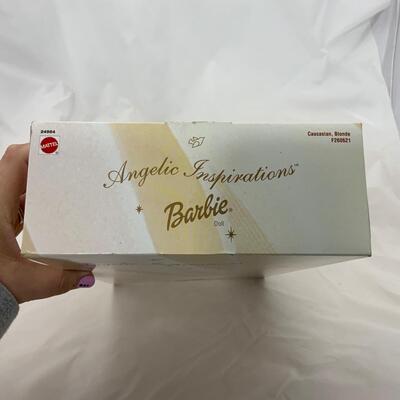 24984
MATTEL
Caucasian, Blonde
F260621
Angelic Inspirations™
Barbie®
Doll